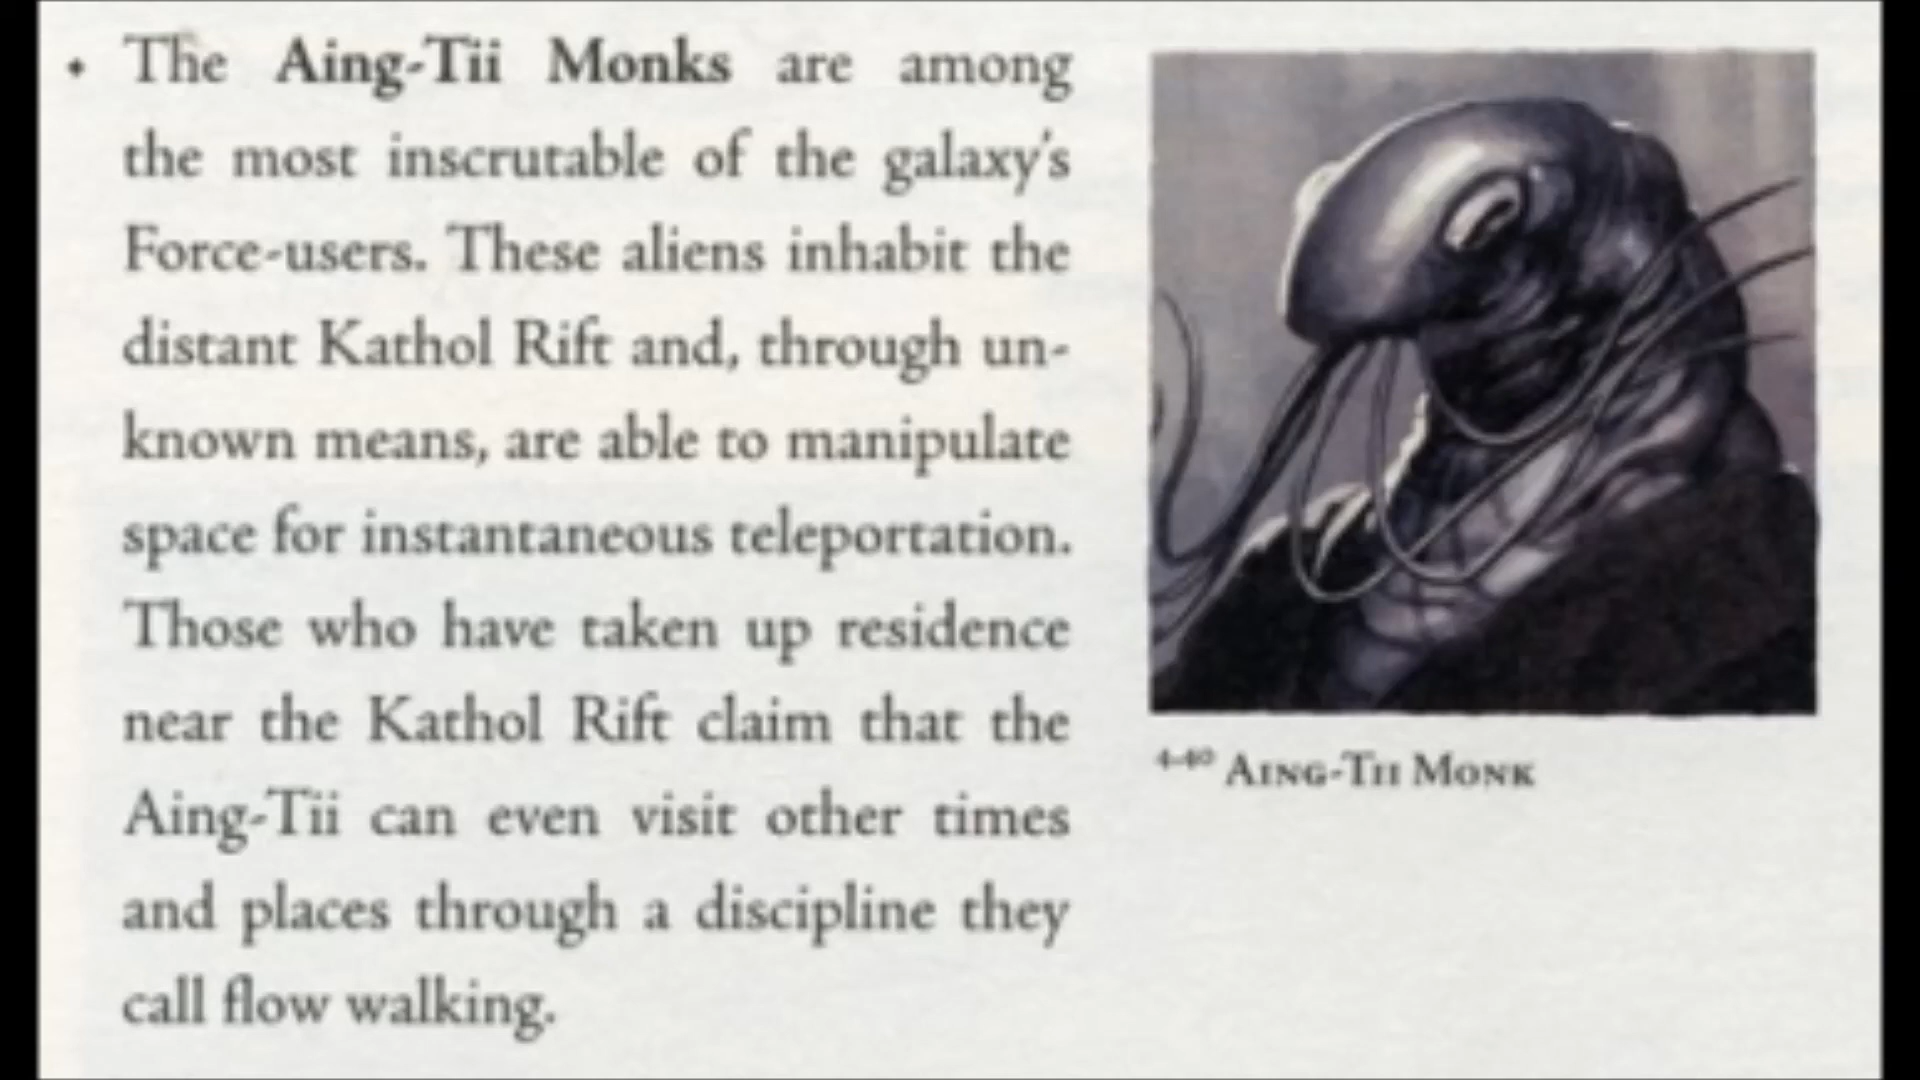 • The Aing-Tii Monks are among
the most inscrutable of the galaxy's
Force-users. These aliens inhabit the
distant Kathol Rift and, through un-
known means, are able to manipulate
space for instantaneous teleportation.
Those who have taken up residence
near the Kathol Rift claim that the
Aing-Tii can even visit other times
and places through a discipline they
call flow walking.
4-40 Aing-Tii Monk